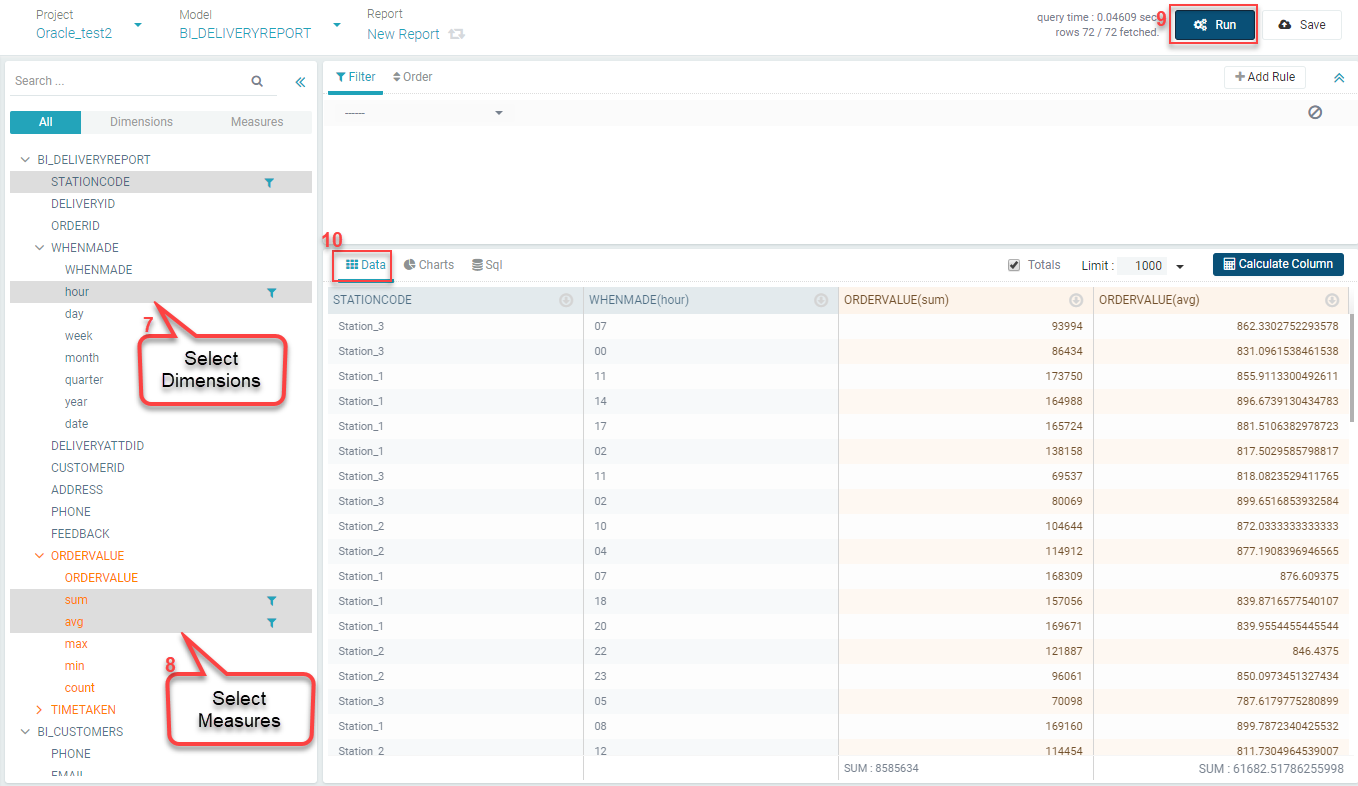 Project
Oracle_test2
Model
BI_DELIVERYREPORT
Report
New Report
query time : 0.04609 sec
rows 72 / 72 fetched.
9
Run
Save
Search ...
All Dimensions Measures
BI_DELIVERYREPORT
STATIONCODE
DELIVERYID
ORDERID
WHENMADE
WHENMADE
hour
day
week
month
quarter
year
date
DELIVERYATTDID
CUSTOMERID
ADDRESS
PHONE
FEEDBACK
ORDERVALUE
ORDERVALUE
sum
avg
max
min
count
TIMETAKEN
BI_CUSTOMERS
PHONE
EMAIL
7
Select
Dimensions
8
Select
Measures
Filter Order
Add Rule
------
10
Data Charts Sql
Totals Limit : 1000 Calculate Column
STATIONCODE WHENMADE(hour) ORDERVALUE(sum) ORDERVALUE(avg)
Station_3 07 93994 862.3302752293578
Station_3 00 86434 831.0961538461538
Station_1 11 173750 855.9113300492611
Station_1 14 164988 896.6739130434783
Station_1 17 165724 881.5106382978723
Station_1 02 138158 817.5029585798817
Station_3 11 69537 818.0823529411765
Station_3 02 80069 899.6516853932584
Station_2 10 104644 872.0333333333333
Station_2 04 114912 877.1908396946565
Station_1 07 168309 876.609375
Station_1 18 157056 839.8716577540107
Station_1 20 169671 839.9554455445544
Station_2 22 121887 846.4375
Station_2 23 96061 850.0973451327434
Station_3 05 70098 787.6179775280899
Station_1 08 169160 899.7872340425532
Station_2 12 114454 811.7304964539007
SUM : 8585634 SUM : 61682.51786255998